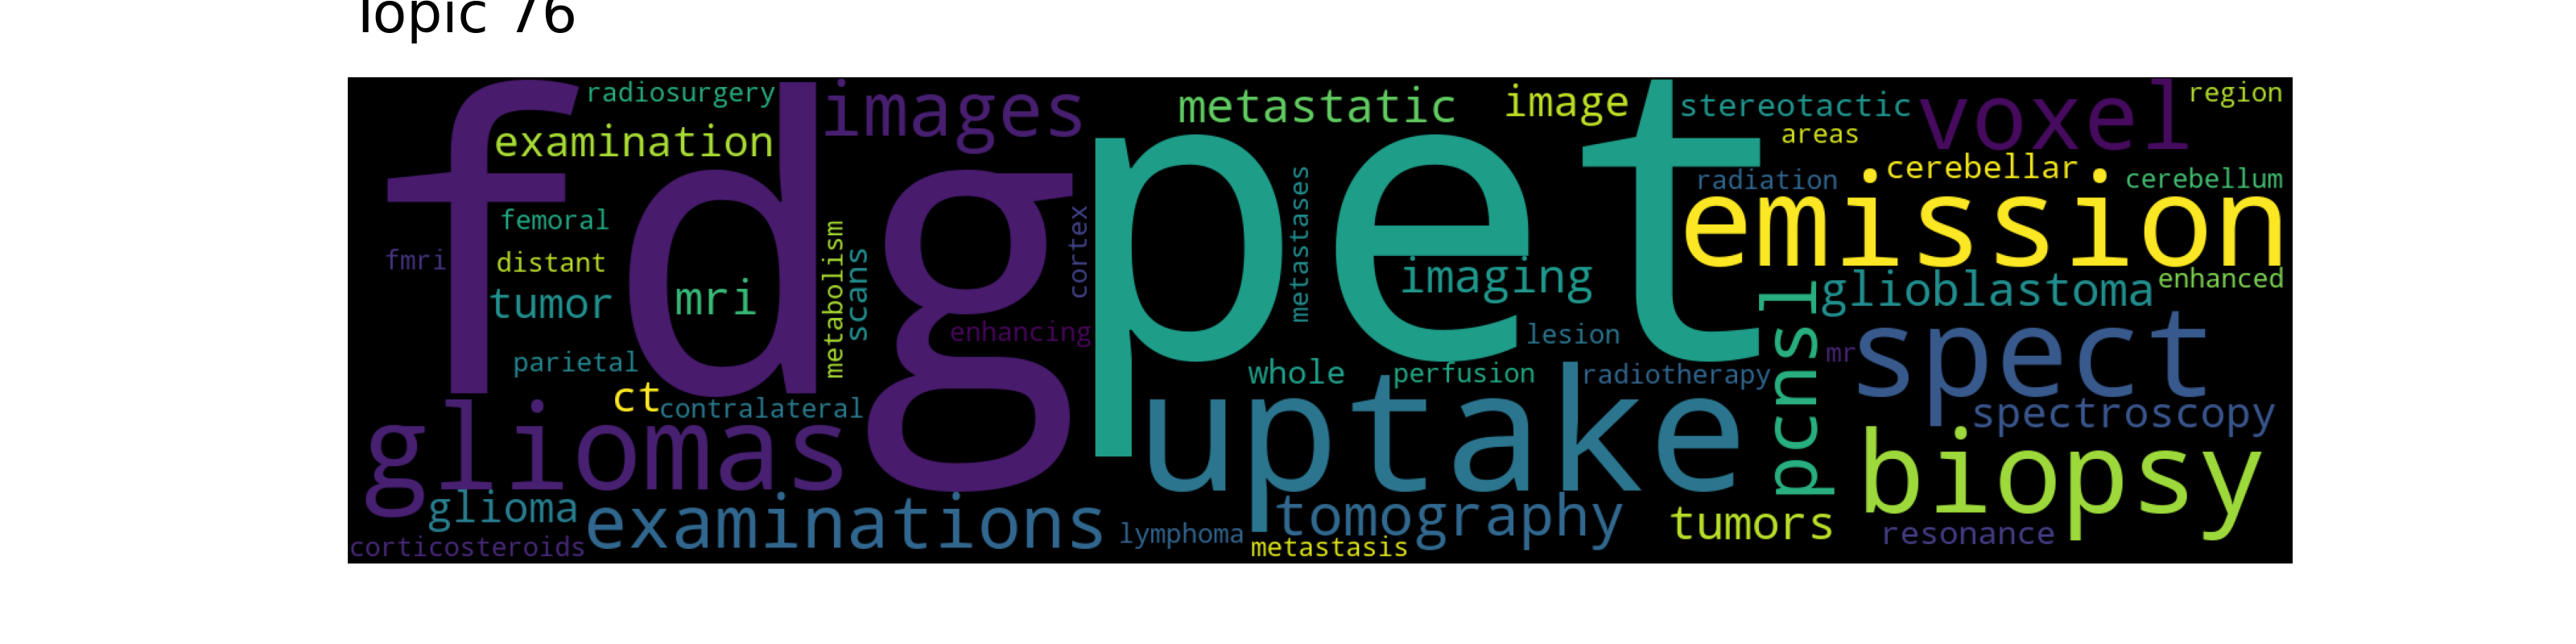 Topic 76
radiosurgery
images
metastatic
image
stereotactic
voxel
region
examination
areas
fdg
pet
cerebellar
radiation
cerebellum
femoral
metabolism
scans
cortex
metastases
emission
fmri
distant
imaging
enhanced
tumor
mri
glioblastoma
enhancing
lesion
pcnsl
mr
spect
parietal
whole
perfusion
radiotherapy
ct
contralateral
uptake
spectroscopy
gliomas
biopsy
glioma
examinations
tomography
tumors
lymphoma
resonance
corticosteroids
metastasis